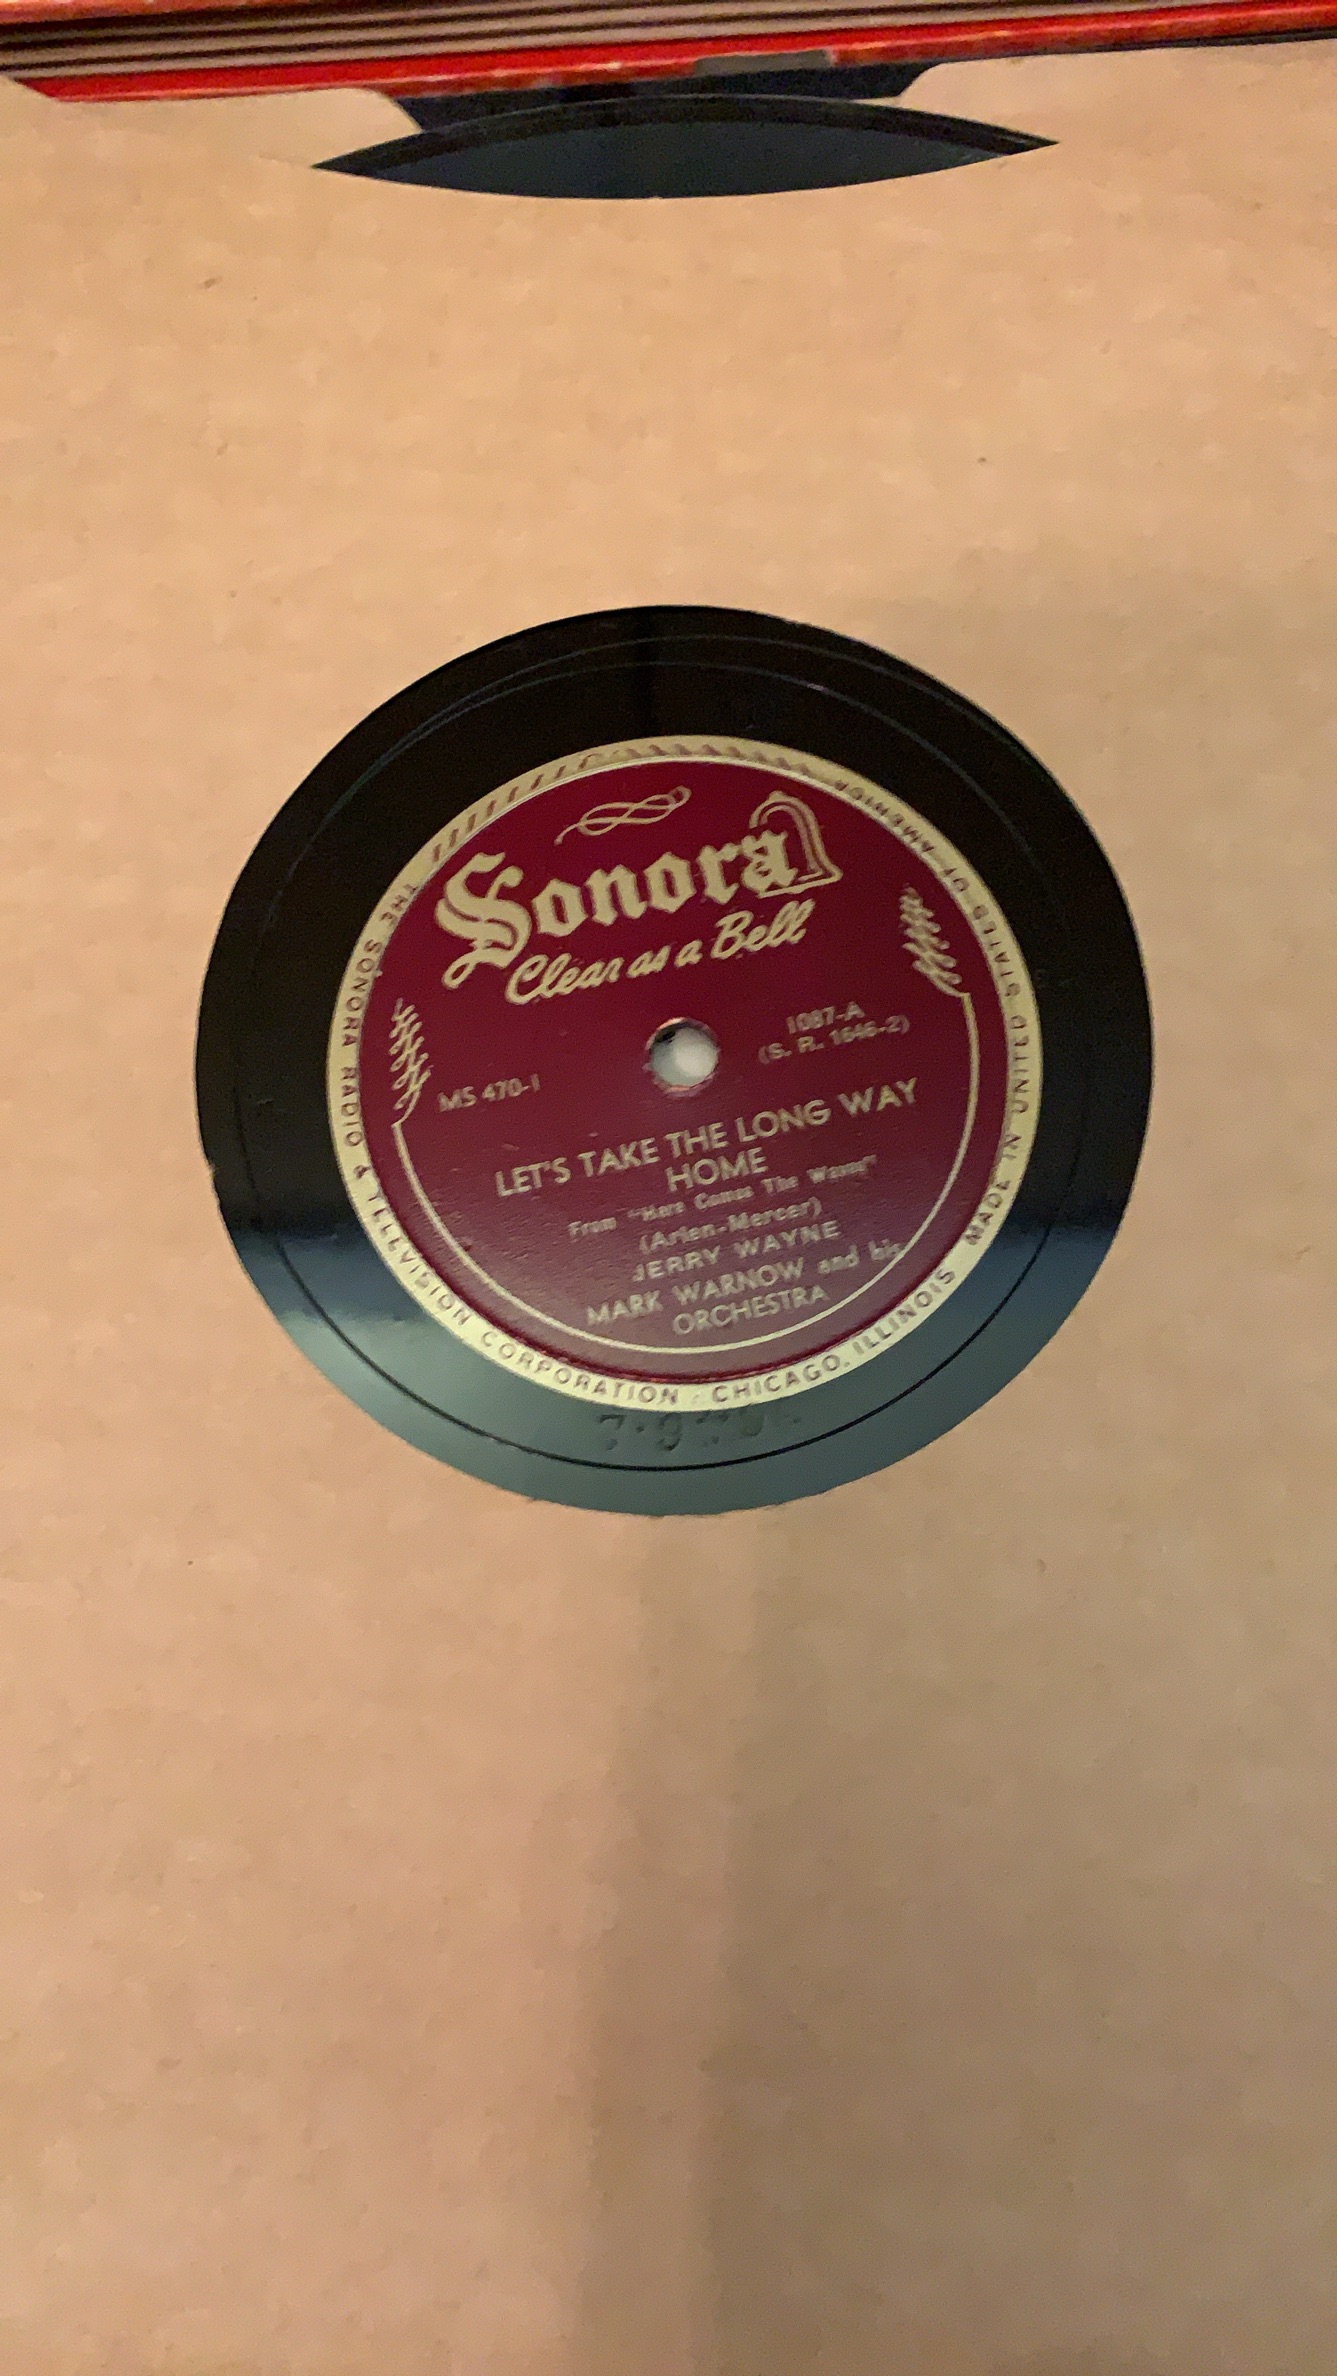 Sonora
Clear as a Bell
1087-A
(S. R. 1646-2)
MS 470-1
LET'S TAKE THE LONG WAY
HOME
From "Here Comes The Waves"
(Arlen-Mercer)
JERRY WAYNE
MARK WARNOW and his
ORCHESTRA
THE SONORA RADIO & TELEVISION CORPORATION · CHICAGO, ILLINOIS
MADE IN UNITED STATES OF AMERICA